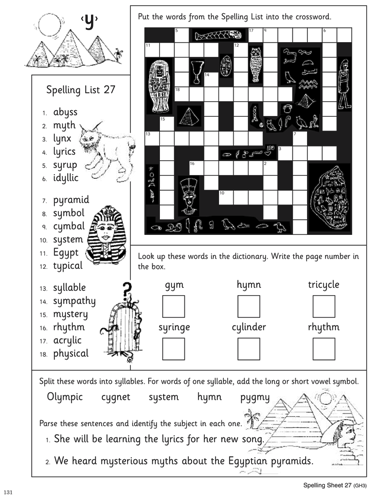 ‹y›
Put the words from the Spelling List into the crossword.
Spelling List 27
1. abyss
2. myth
3. lynx
4. lyrics
5. syrup
6. idyllic
7. pyramid
8. symbol
9. cymbal
10. system
11. Egypt
12. typical
13. syllable
14. sympathy
15. mystery
16. rhythm
17. acrylic
18. physical
Look up these words in the dictionary. Write the page number in
the box.
gym hymn tricycle
syringe cylinder rhythm
?
Split these words into syllables. For words of one syllable, add the long or short vowel symbol.
Olympic cygnet system hymn pygmy
Parse these sentences and identify the subject in each one.
1. She will be learning the lyrics for her new song.
2. We heard mysterious myths about the Egyptian pyramids.
Spelling Sheet 27 (GH3)
131